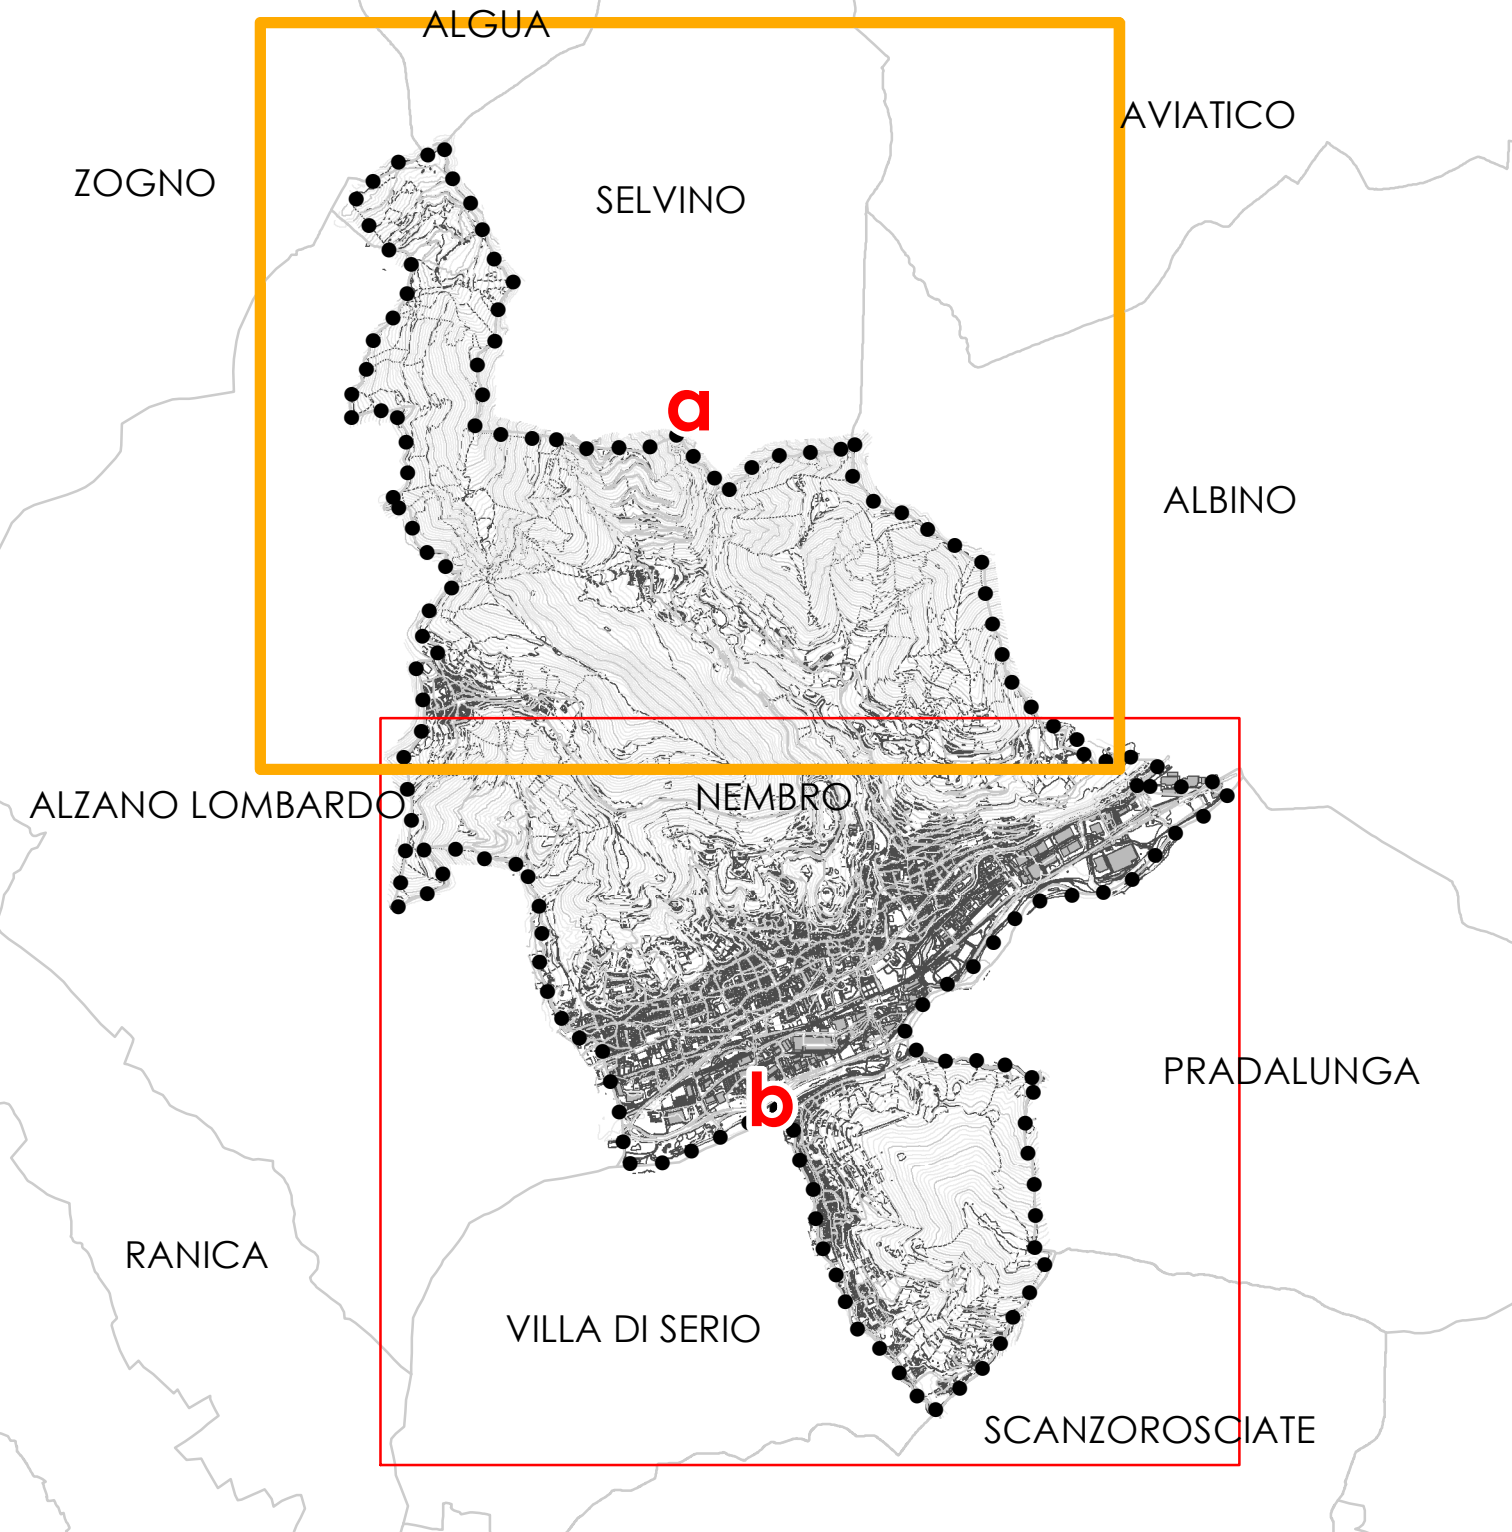 ALGUA
AVIATICO
ZOGNO
SELVINO
a
ALBINO
NEMBRO
ALZANO LOMBARDO
PRADALUNGA
b
RANICA
VILLA DI SERIO
SCANZOROSCIATE